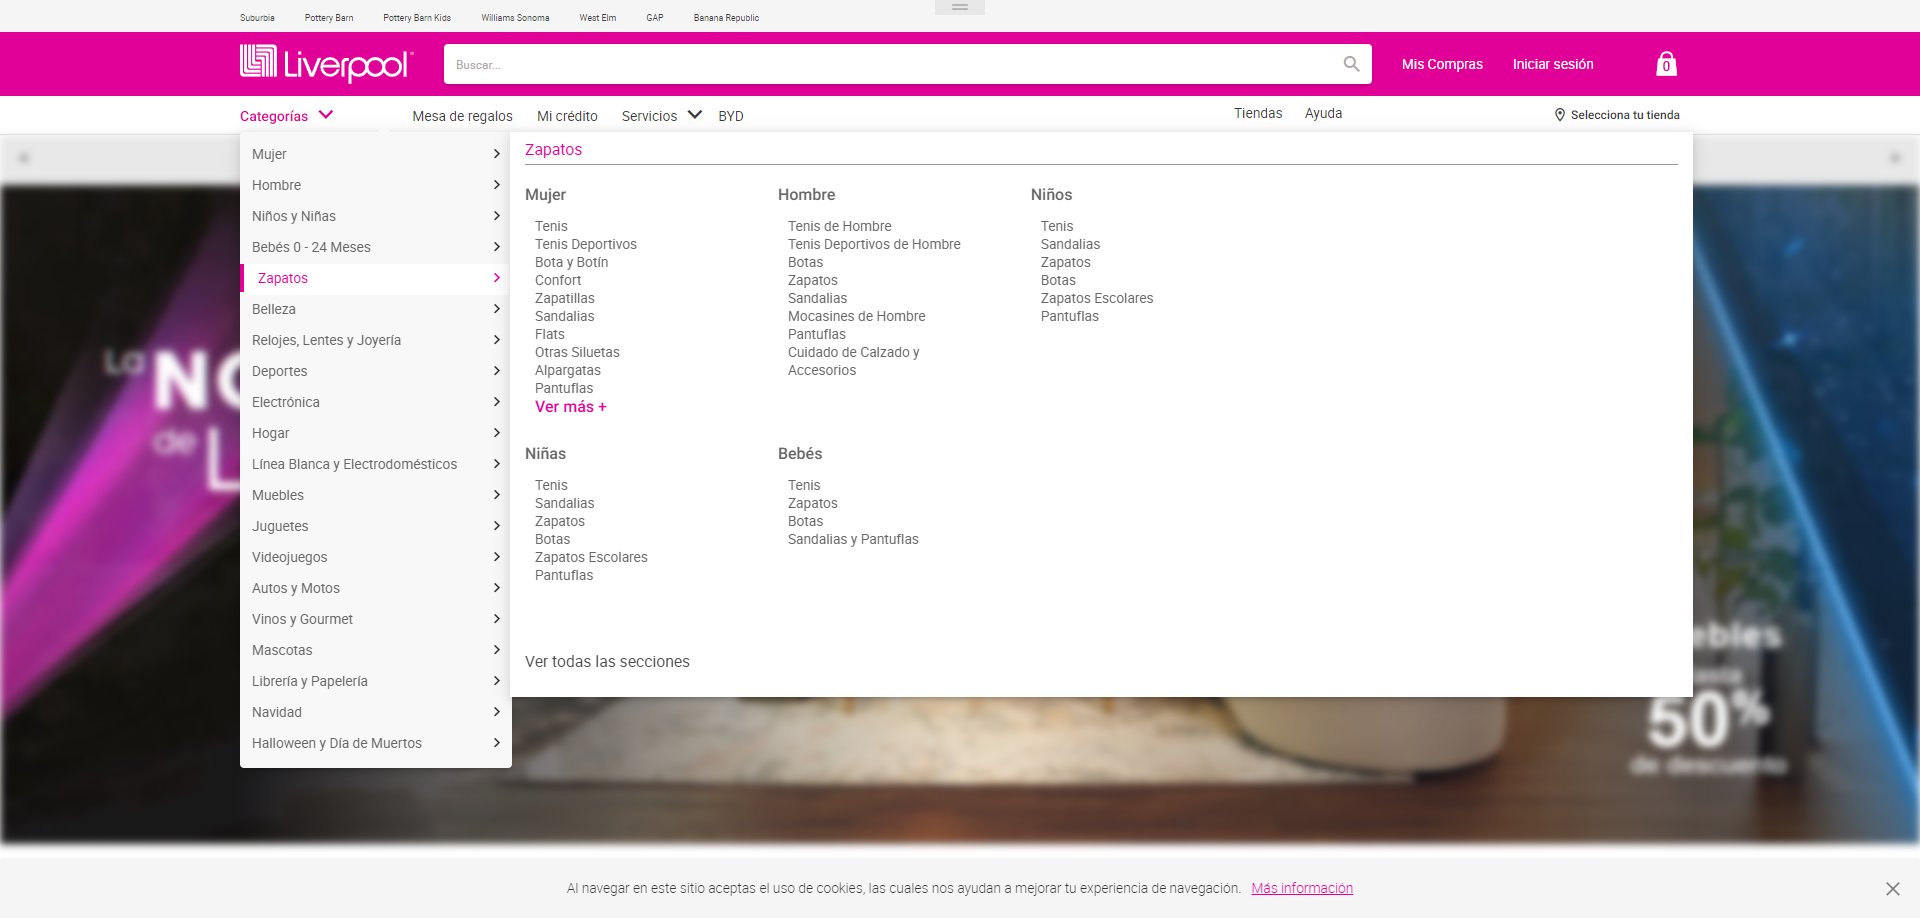 Suburbia
Pottery Barn
Pottery Barn Kids
Williams Sonoma
West Elm
GAP
Banana Republic
Liverpool
Buscar...
Mis Compras
Iniciar sesión
0
Categorías
Mesa de regalos
Mi crédito
Servicios
BYD
Tiendas
Ayuda
Selecciona tu tienda
Mujer
Hombre
Niños y Niñas
Bebés 0 - 24 Meses
Zapatos
Belleza
Relojes, Lentes y Joyería
Deportes
Electrónica
Hogar
Línea Blanca y Electrodomésticos
Muebles
Juguetes
Videojuegos
Autos y Motos
Vinos y Gourmet
Mascotas
Librería y Papelería
Navidad
Halloween y Día de Muertos
Zapatos
Mujer
Tenis
Tenis Deportivos
Bota y Botín
Confort
Zapatillas
Sandalias
Flats
Otras Siluetas
Alpargatas
Pantuflas
Ver más +
Hombre
Tenis de Hombre
Tenis Deportivos de Hombre
Botas
Zapatos
Sandalias
Mocasines de Hombre
Pantuflas
Cuidado de Calzado y
Accesorios
Niños
Tenis
Sandalias
Zapatos
Botas
Zapatos Escolares
Pantuflas
Niñas
Tenis
Sandalias
Zapatos
Botas
Zapatos Escolares
Pantuflas
Bebés
Tenis
Zapatos
Botas
Sandalias y Pantuflas
Ver todas las secciones
La
de
50%
de descuento
Al navegar en este sitio aceptas el uso de cookies, las cuales nos ayudan a mejorar tu experiencia de navegación. Más información